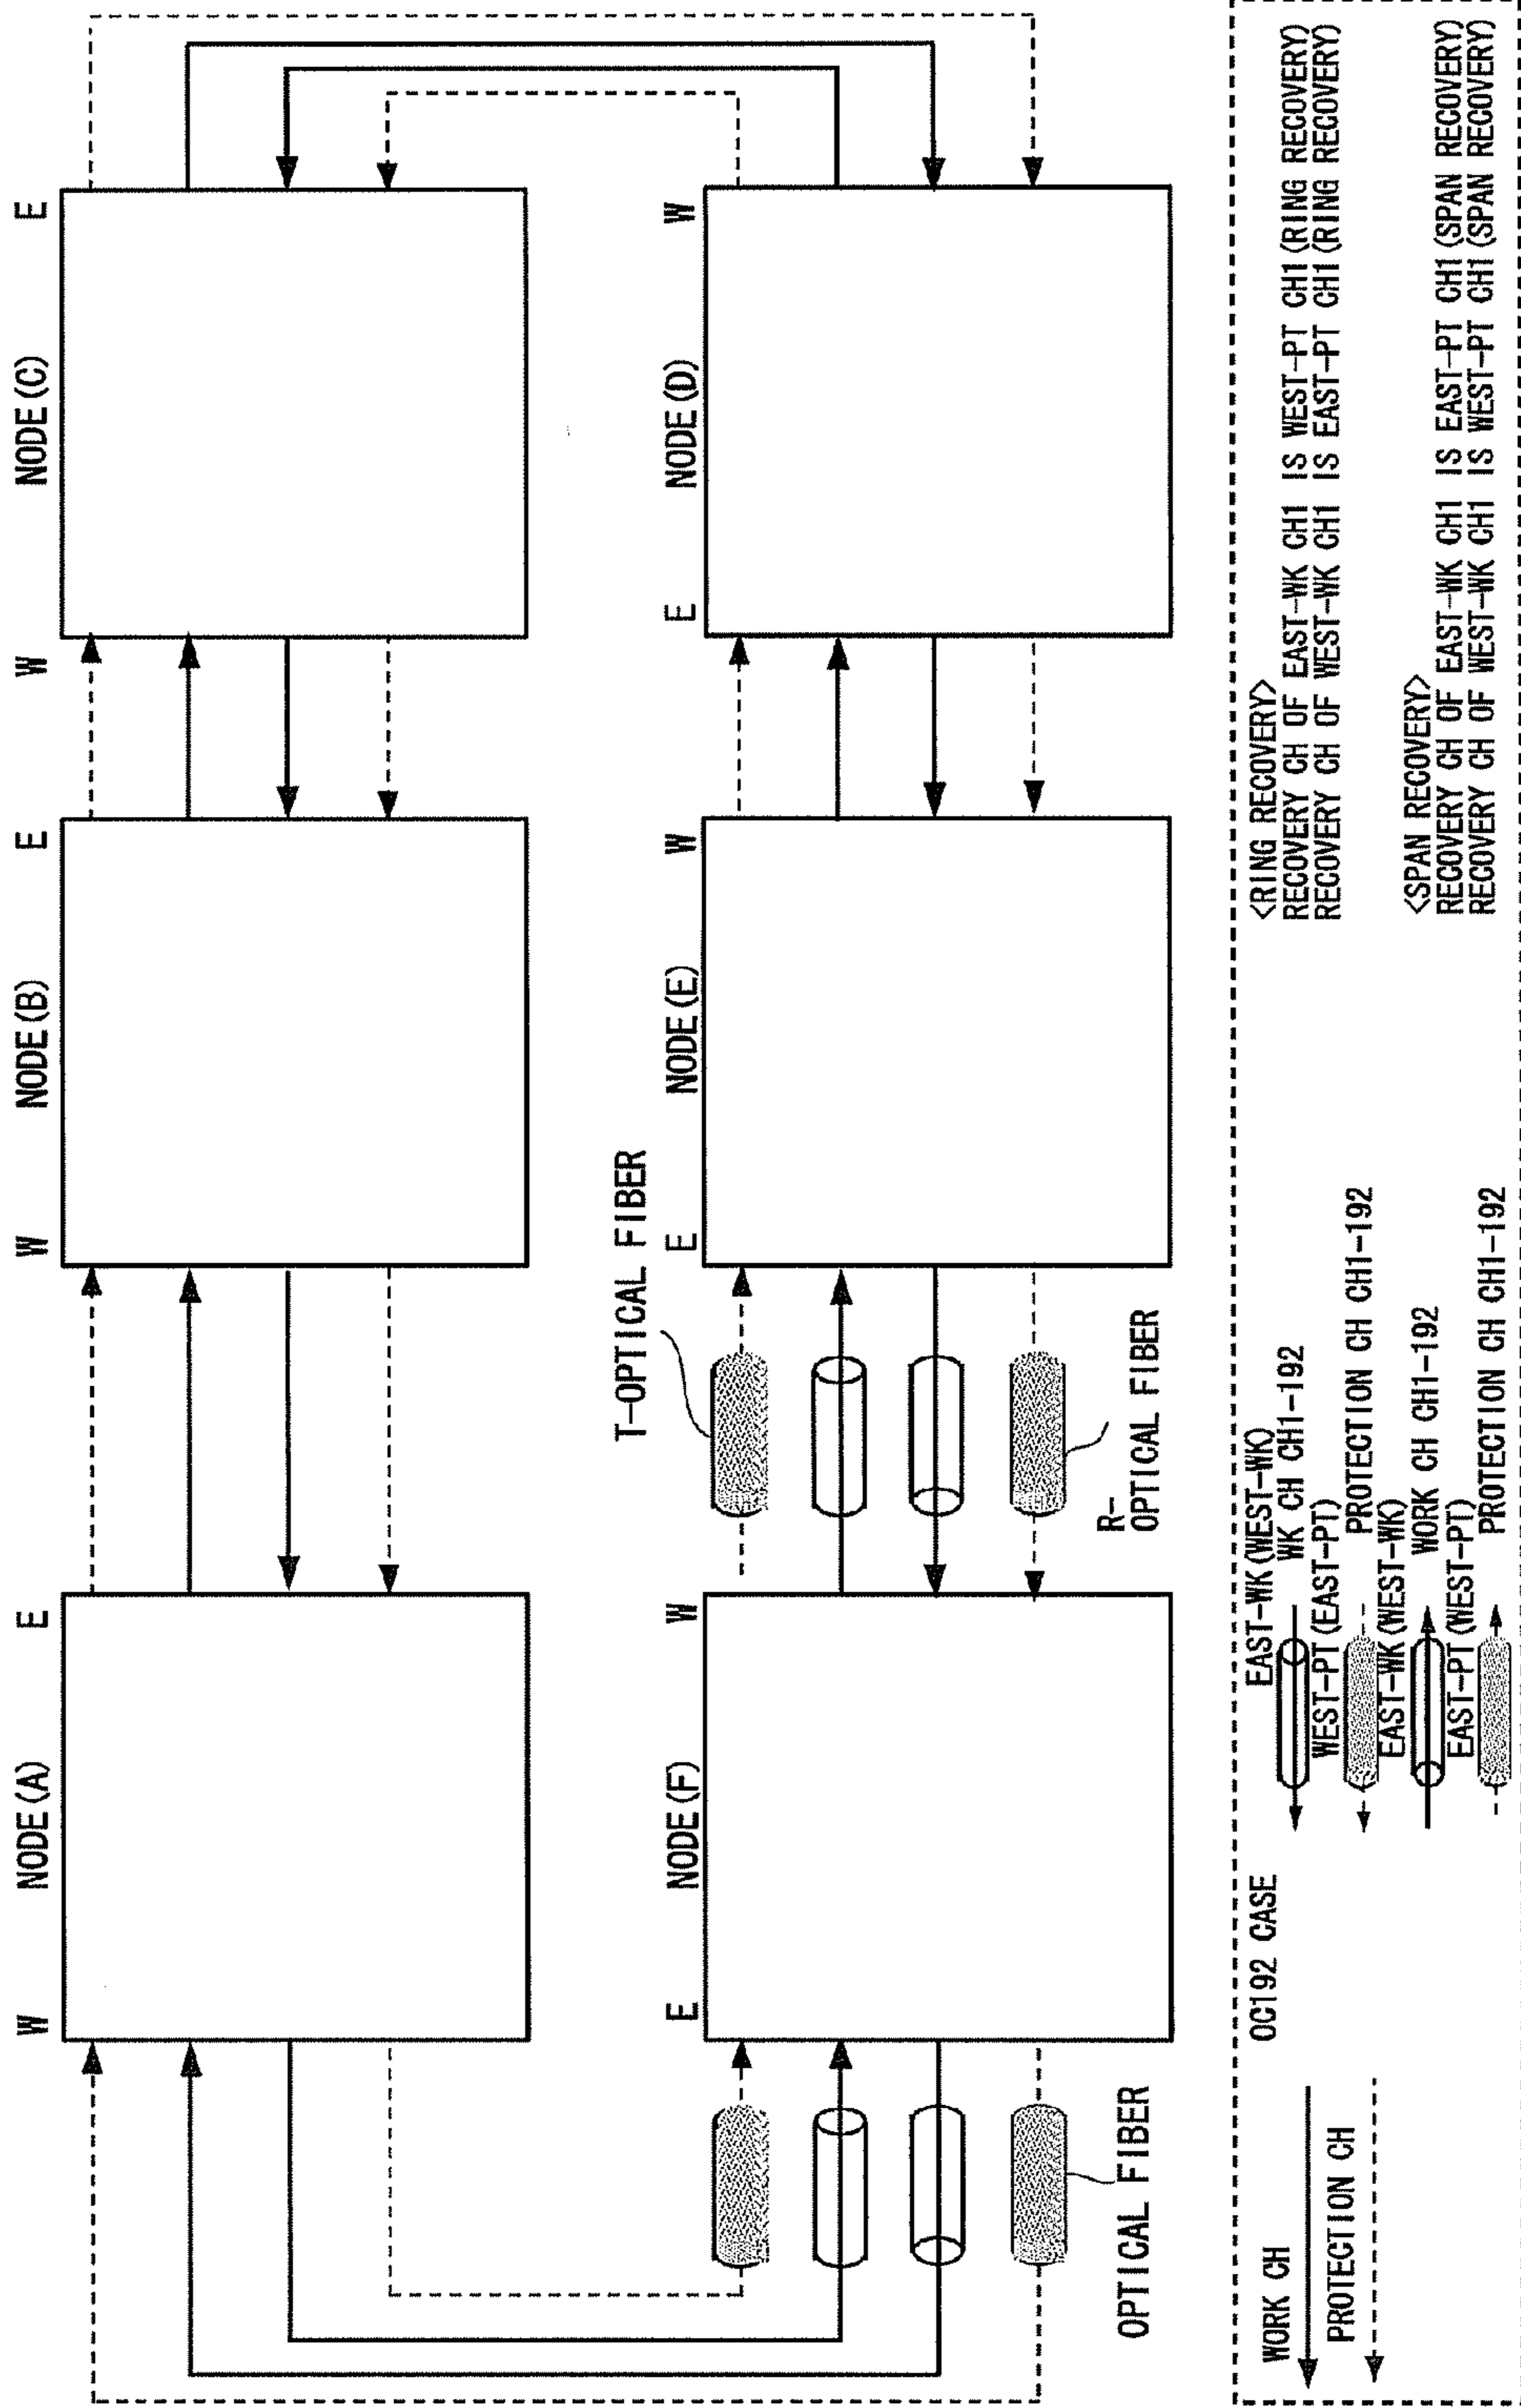 W NODE(A) E
W NODE(B) E
W NODE(C) E
T-OPTICAL FIBER
E NODE(F) W
E NODE(E) W
E NODE(D) W
OPTICAL FIBER
R-
OPTICAL FIBER
WORK CH
PROTECTION CH
OC192 CASE
EAST-WK(WEST-WK)
WK CH CH1-192
WEST-PT(EAST-PT)
PROTECTION CH CH1-192
EAST-WK(WEST-WK)
WORK CH CH1-192
EAST-PT(WEST-PT)
PROTECTION CH CH1-192
<RING RECOVERY>
RECOVERY CH OF EAST-WK CH1 IS WEST-PT CH1(RING RECOVERY)
RECOVERY CH OF WEST-WK CH1 IS EAST-PT CH1(RING RECOVERY)
<SPAN RECOVERY>
RECOVERY CH OF EAST-WK CH1 IS EAST-PT CH1(SPAN RECOVERY)
RECOVERY CH OF WEST-WK CH1 IS WEST-PT CH1(SPAN RECOVERY)